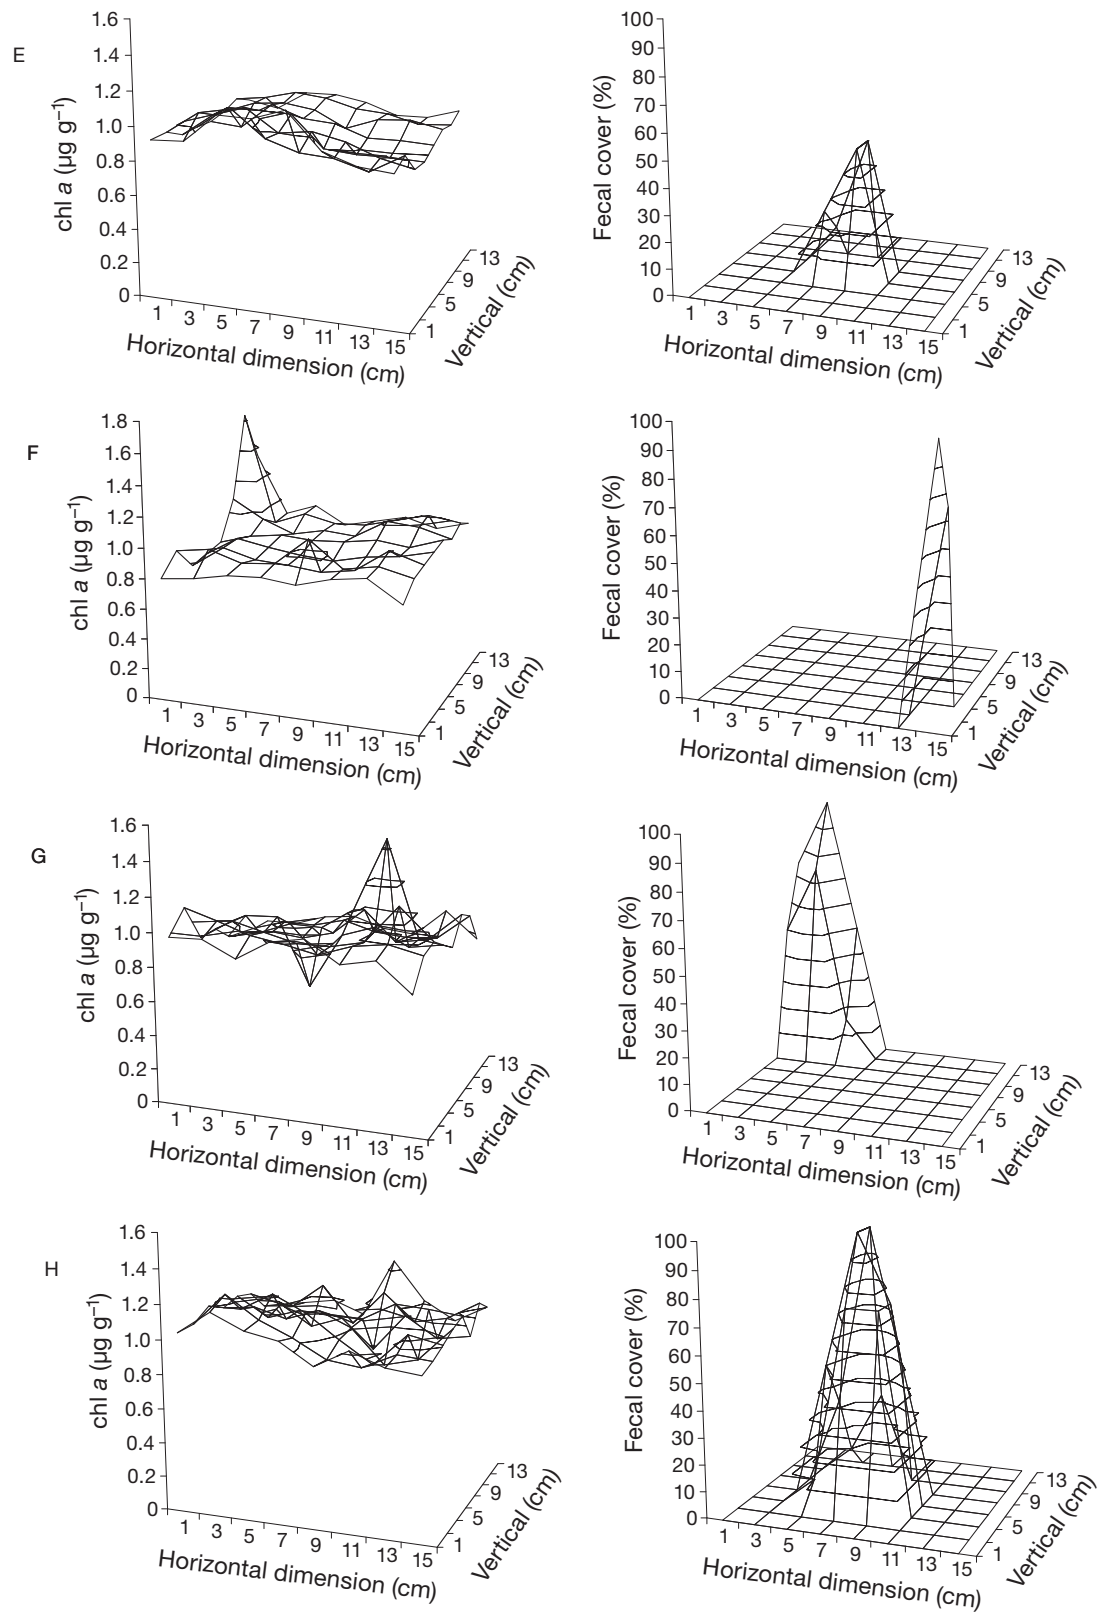 E
1.6
1.4
1.2
1.0
0.8
0.6
0.4
0.2
0
chl a (µg g–1)
1 3 5 7 9 11 13 15
Horizontal dimension (cm)
1 5 9 13
Vertical (cm)
100
90
80
70
60
50
40
30
20
10
0
Fecal cover (%)
1 3 5 7 9 11 13 15
Horizontal dimension (cm)
1 5 9 13
Vertical (cm)
F
1.8
1.6
1.4
1.2
1.0
0.8
0.6
0.4
0.2
0
chl a (µg g–1)
1 3 5 7 9 11 13 15
Horizontal dimension (cm)
1 5 9 13
Vertical (cm)
100
90
80
70
60
50
40
30
20
10
0
Fecal cover (%)
1 3 5 7 9 11 13 15
Horizontal dimension (cm)
1 5 9 13
Vertical (cm)
G
1.6
1.4
1.2
1.0
0.8
0.6
0.4
0.2
0
chl a (µg g–1)
1 3 5 7 9 11 13 15
Horizontal dimension (cm)
1 5 9 13
Vertical (cm)
100
90
80
70
60
50
40
30
20
10
0
Fecal cover (%)
1 3 5 7 9 11 13 15
Horizontal dimension (cm)
1 5 9 13
Vertical (cm)
H
1.6
1.4
1.2
1.0
0.8
0.6
0.4
0.2
0
chl a (µg g–1)
1 3 5 7 9 11 13 15
Horizontal dimension (cm)
1 5 9 13
Vertical (cm)
100
90
80
70
60
50
40
30
20
10
0
Fecal cover (%)
1 3 5 7 9 11 13 15
Horizontal dimension (cm)
1 5 9 13
Vertical (cm)